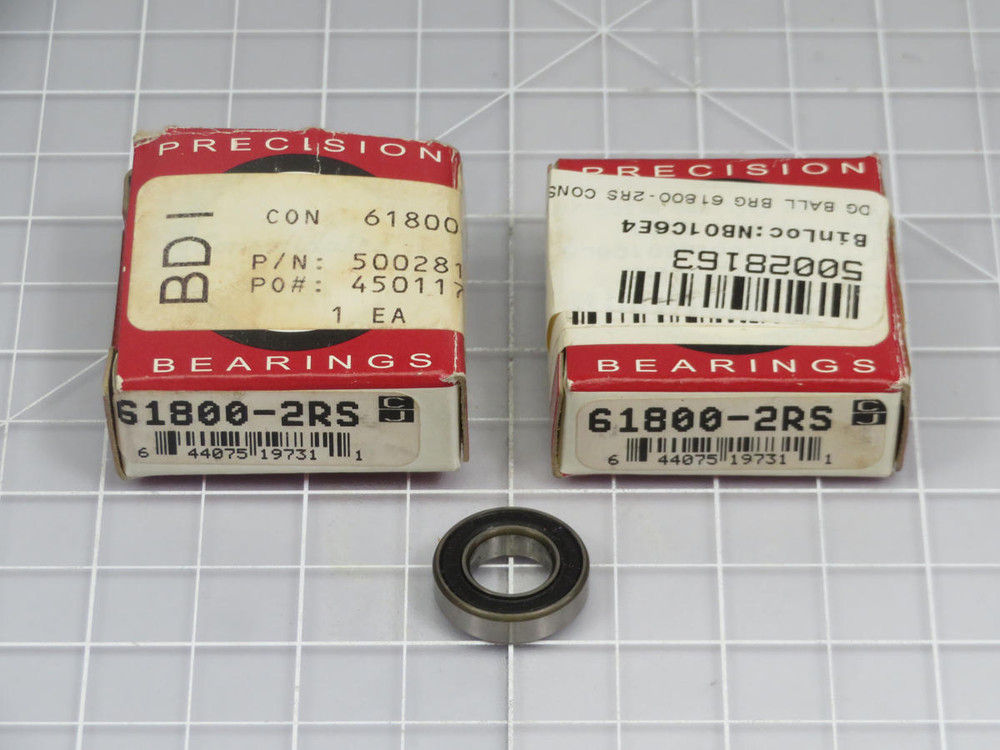 PRECISION
BDI
CON 61800
P/N: 500281
PO#: 450117
1 EA
BEARINGS
61800-2RS
CJ
6 44075 19731 1
PRECISION
DG BALL BRG 61800-2RS CONS
BinLoc:NB01C6E4
50028163
BEARINGS
61800-2RS
CJ
6 44075 19731 1